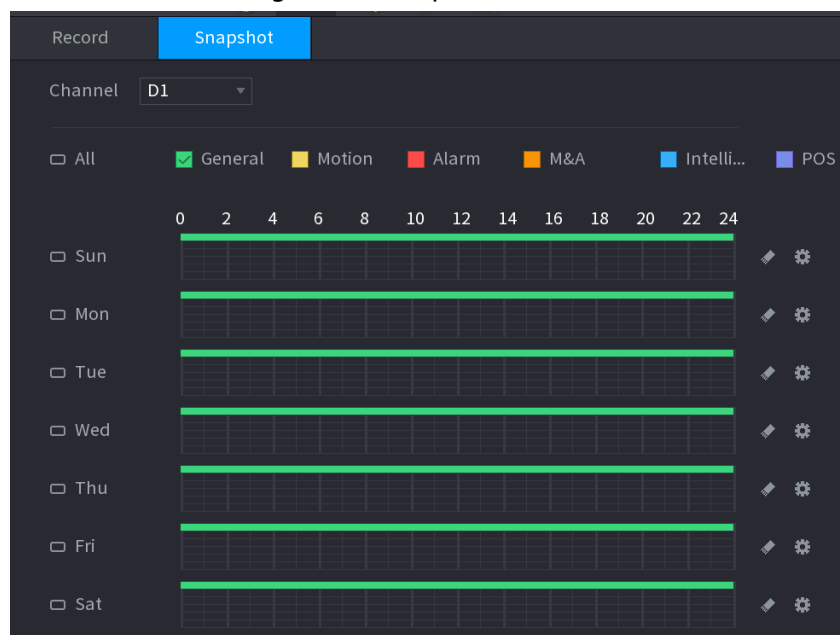 Record Snapshot
Channel D1
All General Motion Alarm M&A Intelli... POS
0 2 4 6 8 10 12 14 16 18 20 22 24
Sun
Mon
Tue
Wed
Thu
Fri
Sat